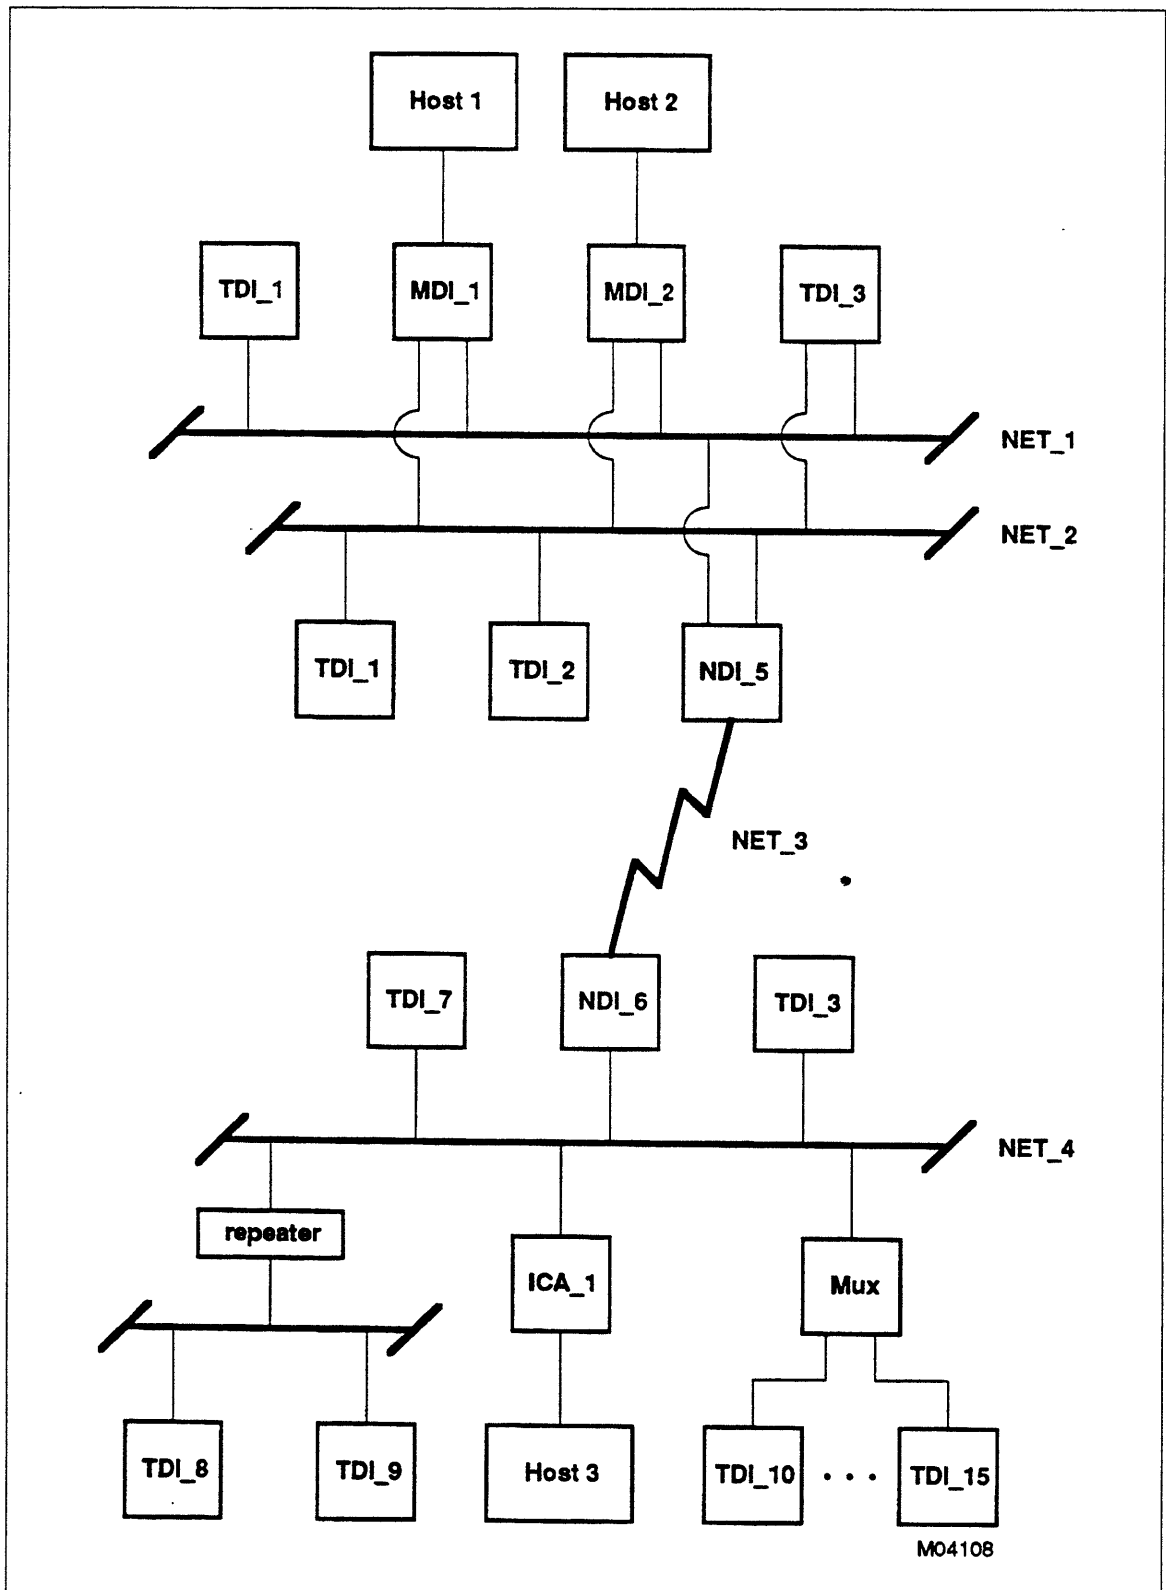 Host 1
Host 2
TDI_1
MDI_1
MDI_2
TDI_3
NET_1
NET_2
TDI_1
TDI_2
NDI_5
NET_3
TDI_7
NDI_6
TDI_3
NET_4
repeater
ICA_1
Mux
TDI_8
TDI_9
Host 3
TDI_10
• • •
TDI_15
M04108